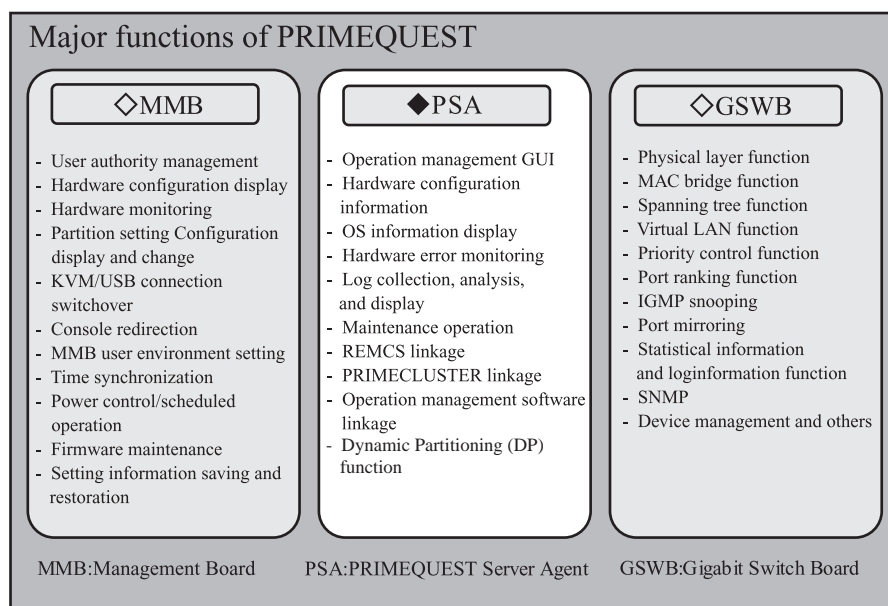 Major functions of PRIMEQUEST
◇MMB
- User authority management
- Hardware configuration display
- Hardware monitoring
- Partition setting Configuration
display and change
- KVM/USB connection
switchover
- Console redirection
- MMB user environment setting
- Time synchronization
- Power control/scheduled
operation
- Firmware maintenance
- Setting information saving and
restoration
MMB:Management Board
◆PSA
- Operation management GUI
- Hardware configuration
information
- OS information display
- Hardware error monitoring
- Log collection, analysis,
and display
- Maintenance operation
- REMCS linkage
- PRIMECLUSTER linkage
- Operation management software
linkage
- Dynamic Partitioning (DP)
function
PSA:PRIMEQUEST Server Agent
◇GSWB
- Physical layer function
- MAC bridge function
- Spanning tree function
- Virtual LAN function
- Priority control function
- Port ranking function
- IGMP snooping
- Port mirroring
- Statistical information
and loginformation function
- SNMP
- Device management and others
GSWB:Gigabit Switch Board